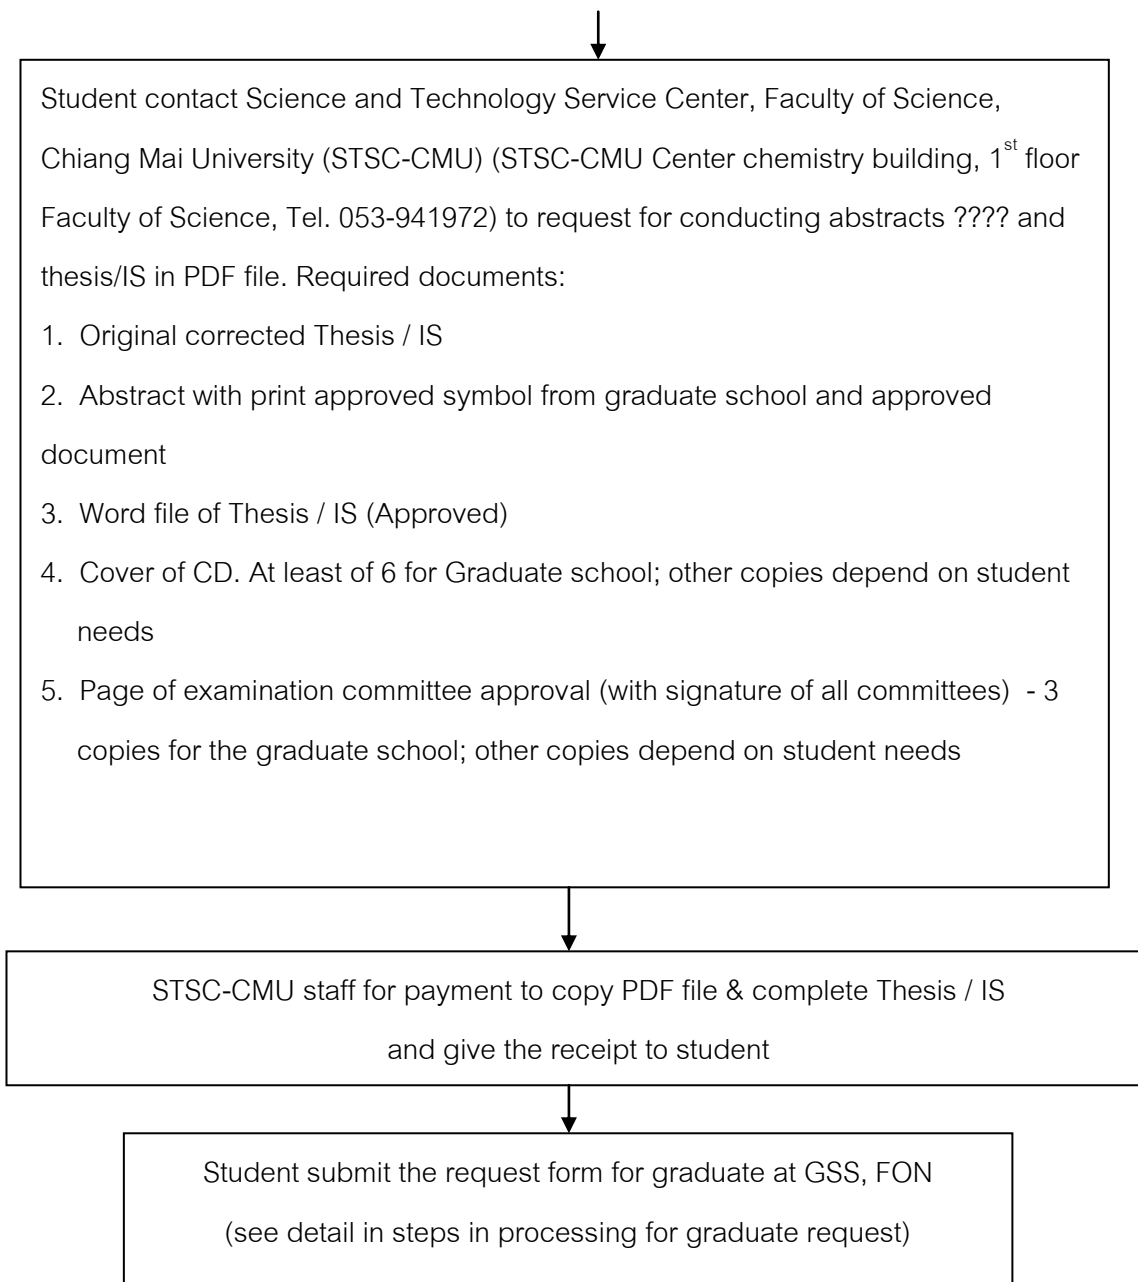 Student contact Science and Technology Service Center, Faculty of Science,
Chiang Mai University (STSC-CMU) (STSC-CMU Center chemistry building, 1st floor
Faculty of Science, Tel. 053-941972) to request for conducting abstracts ???? and
thesis/IS in PDF file. Required documents:
1. Original corrected Thesis / IS
2. Abstract with print approved symbol from graduate school and approved
document
3. Word file of Thesis / IS (Approved)
4. Cover of CD. At least of 6 for Graduate school; other copies depend on student
needs
5. Page of examination committee approval (with signature of all committees) - 3
copies for the graduate school; other copies depend on student needs
STSC-CMU staff for payment to copy PDF file & complete Thesis / IS
and give the receipt to student
Student submit the request form for graduate at GSS, FON
(see detail in steps in processing for graduate request)